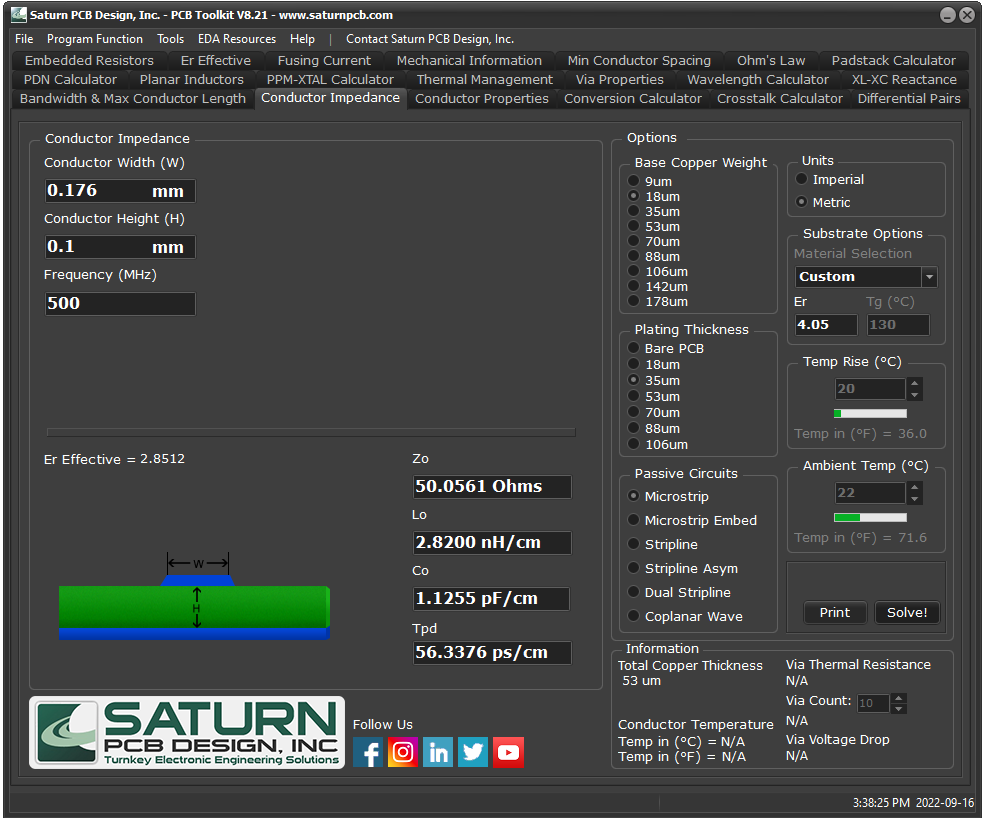 Saturn PCB Design, Inc. - PCB Toolkit V8.21 - www.saturnpcb.com
File Program Function Tools EDA Resources Help | Contact Saturn PCB Design, Inc.
Embedded Resistors Er Effective Fusing Current Mechanical Information Min Conductor Spacing Ohm's Law Padstack Calculator
PDN Calculator Planar Inductors PPM-XTAL Calculator Thermal Management Via Properties Wavelength Calculator XL-XC Reactance
Bandwidth & Max Conductor Length Conductor Impedance Conductor Properties Conversion Calculator Crosstalk Calculator Differential Pairs
Conductor Impedance
Conductor Width (W)
0.176 mm
Conductor Height (H)
0.1 mm
Frequency (MHz)
500
Er Effective = 2.8512
W
H
Zo
50.0561 Ohms
Lo
2.8200 nH/cm
Co
1.1255 pF/cm
Tpd
56.3376 ps/cm
Options
Base Copper Weight
9um
18um
35um
53um
70um
88um
106um
142um
178um
Plating Thickness
Bare PCB
18um
35um
53um
70um
88um
106um
Passive Circuits
Microstrip
Microstrip Embed
Stripline
Stripline Asym
Dual Stripline
Coplanar Wave
Units
Imperial
Metric
Substrate Options
Material Selection
Custom
Er Tg (°C)
4.05 130
Temp Rise (°C)
20
Temp in (°F) = 36.0
Ambient Temp (°C)
22
Temp in (°F) = 71.6
Print Solve!
Information
Total Copper Thickness
53 um
Conductor Temperature
Temp in (°C) = N/A
Temp in (°F) = N/A
Via Thermal Resistance
N/A
Via Count: 10
N/A
Via Voltage Drop
N/A
SATURN
PCB DESIGN, INC
Turnkey Electronic Engineering Solutions
Follow Us
f
in
3:38:25 PM 2022-09-16